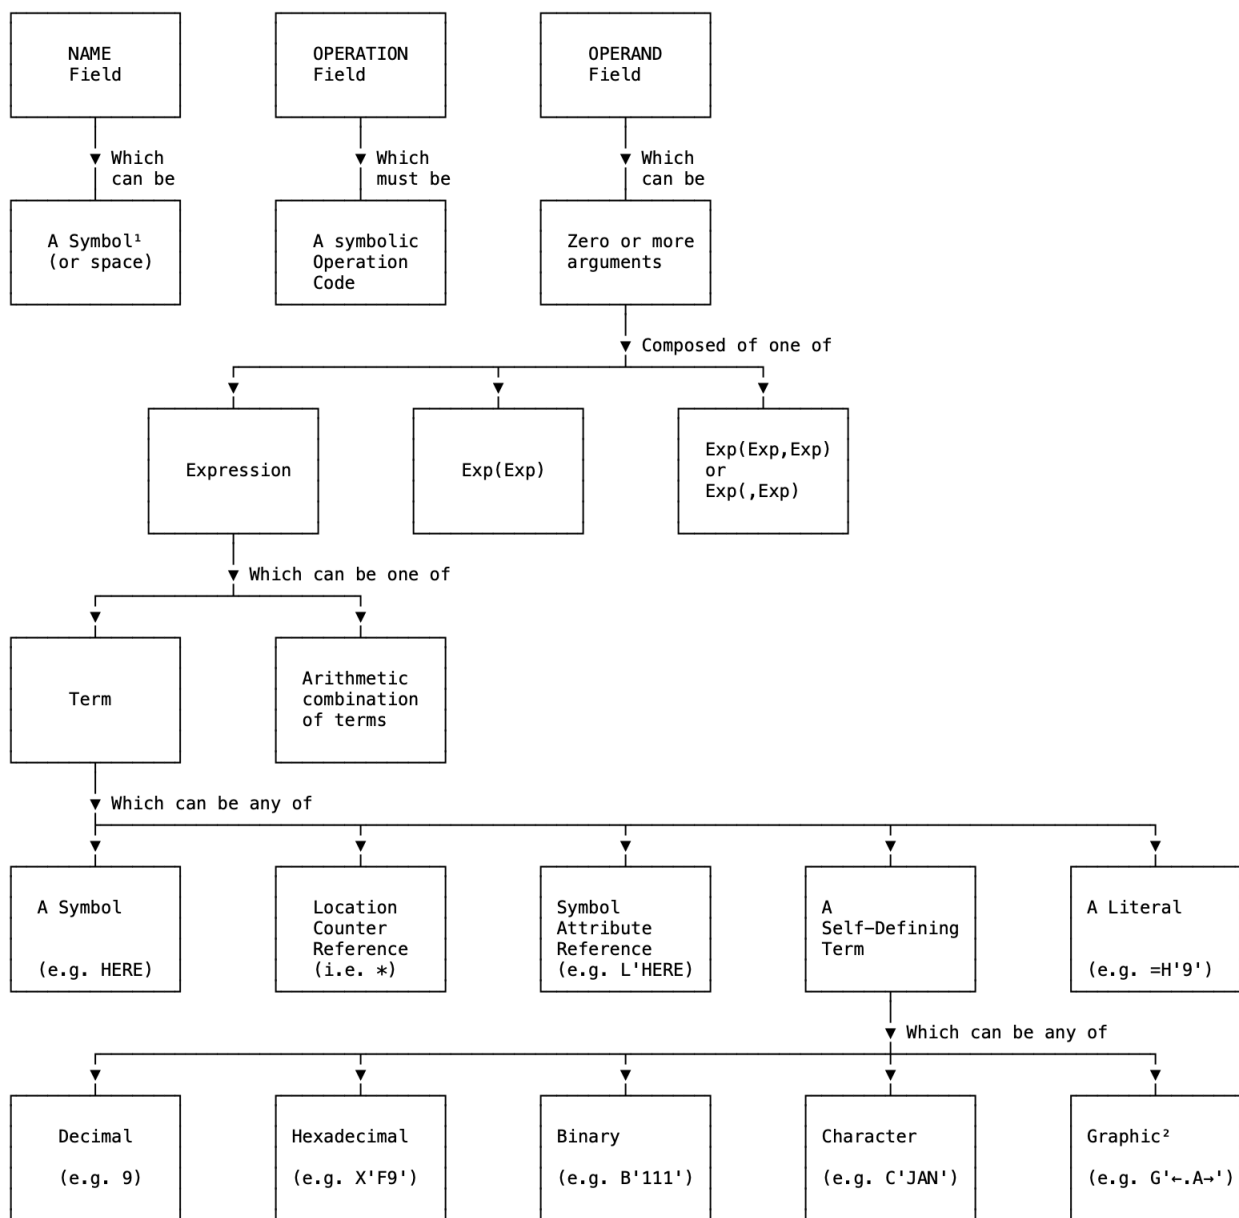 NAME
Field
OPERATION
Field
OPERAND
Field
Which
can be
Which
must be
Which
can be
A Symbol¹
(or space)
A symbolic
Operation
Code
Zero or more
arguments
Composed of one of
Expression
Exp(Exp)
Exp(Exp,Exp)
or
Exp(,Exp)
Which can be one of
Term
Arithmetic
combination
of terms
Which can be any of
A Symbol
(e.g. HERE)
Location
Counter
Reference
(i.e. *)
Symbol
Attribute
Reference
(e.g. L'HERE)
A
Self-Defining
Term
A Literal
(e.g. =H'9')
Which can be any of
Decimal
(e.g. 9)
Hexadecimal
(e.g. X'F9')
Binary
(e.g. B'111')
Character
(e.g. C'JAN')
Graphic²
(e.g. G'←.A→')